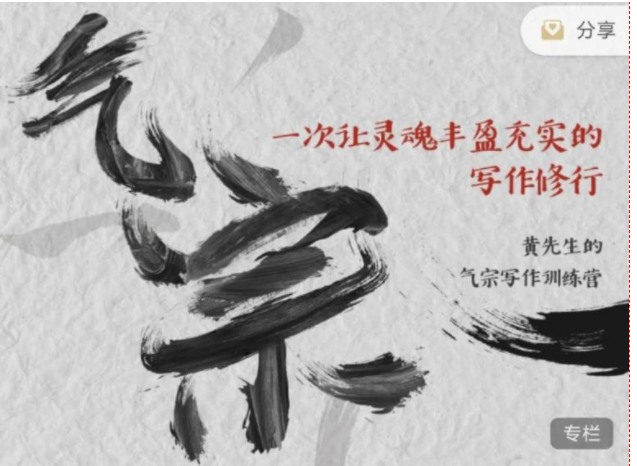 分享
气宗
一次让灵魂丰盈充实的
写作修行
黄先生的
气宗写作训练营
专栏